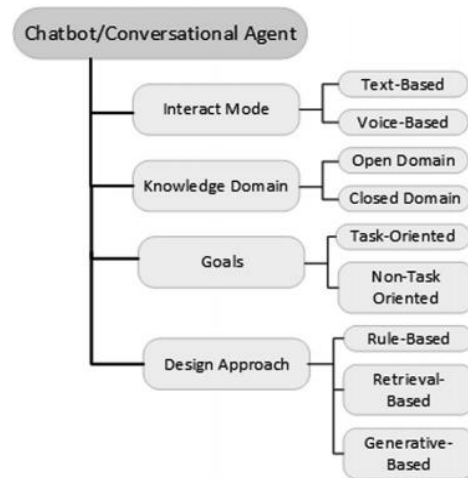 Chatbot/Conversational Agent
Interact Mode
Text-Based
Voice-Based
Knowledge Domain
Open Domain
Closed Domain
Goals
Task-Oriented
Non-Task
Oriented
Design Approach
Rule-Based
Retrieval-
Based
Generative-
Based